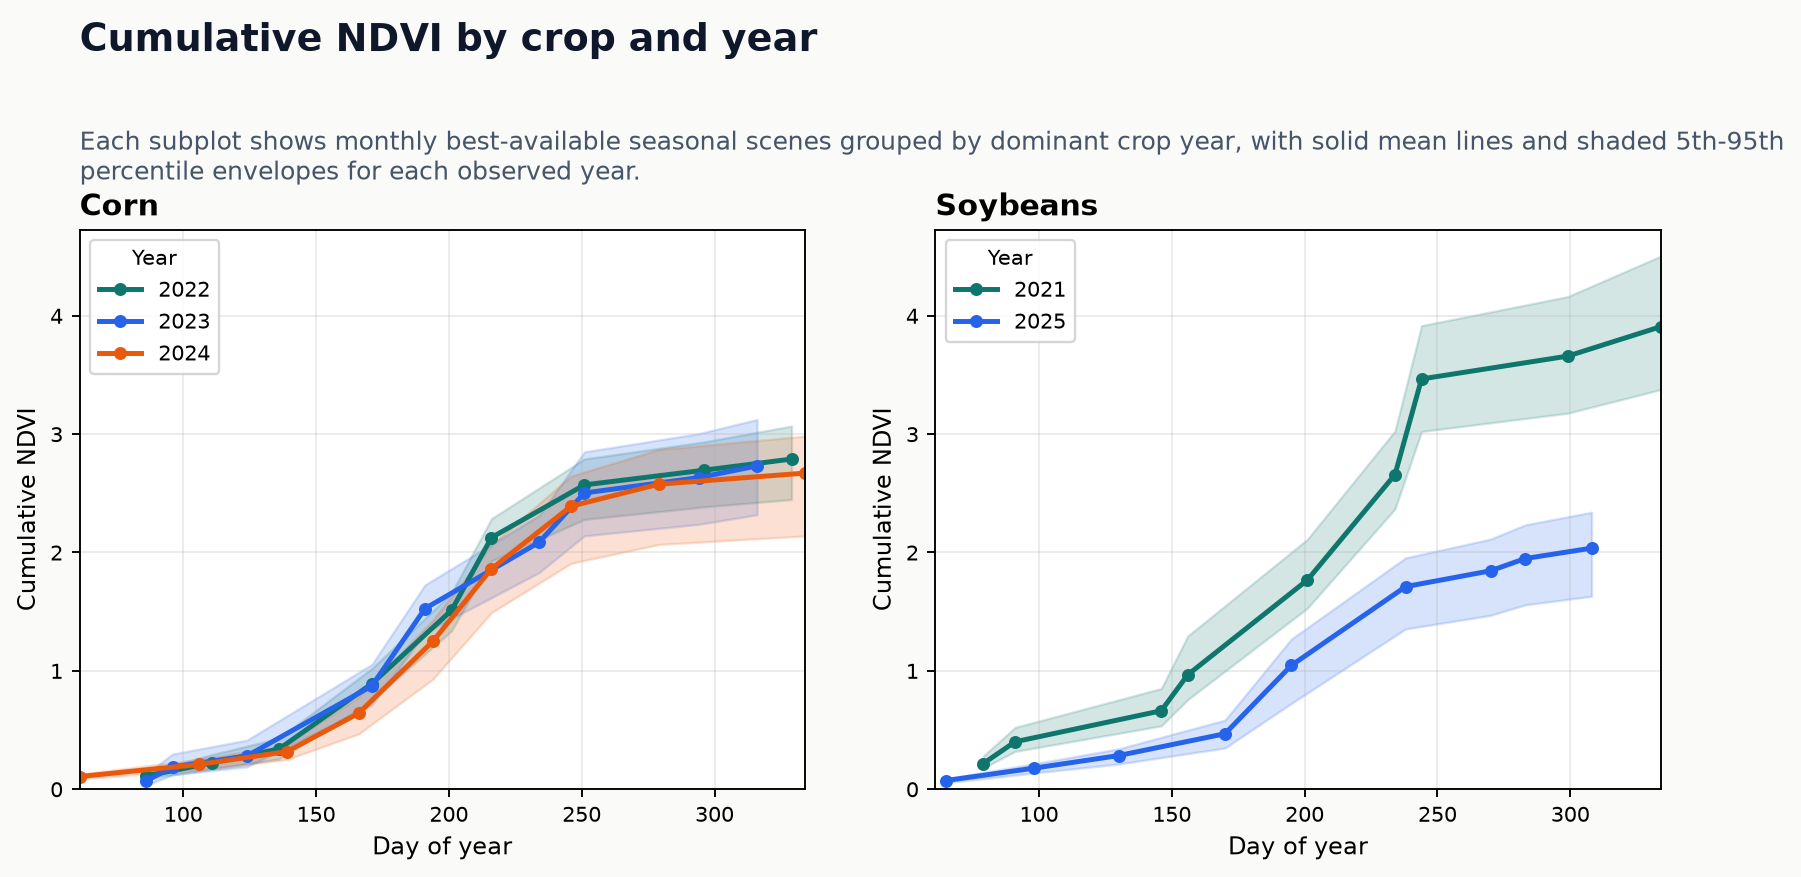 Cumulative NDVI by crop and year
Each subplot shows monthly best-available seasonal scenes grouped by dominant crop year, with solid mean lines and shaded 5th-95th
percentile envelopes for each observed year.
Corn
Year
2022
2023
2024
4
3
2
1
0
Cumulative NDVI
100 150 200 250 300
Day of year
Soybeans
Year
2021
2025
4
3
2
1
0
Cumulative NDVI
100 150 200 250 300
Day of year